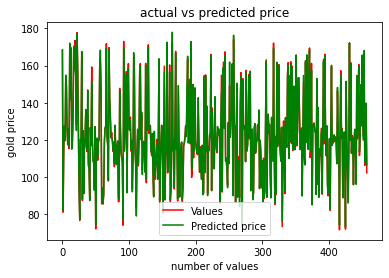 actual vs predicted price
gold price
180
160
140
120
100
80
0
100
200
300
400
number of values
Values
Predicted price